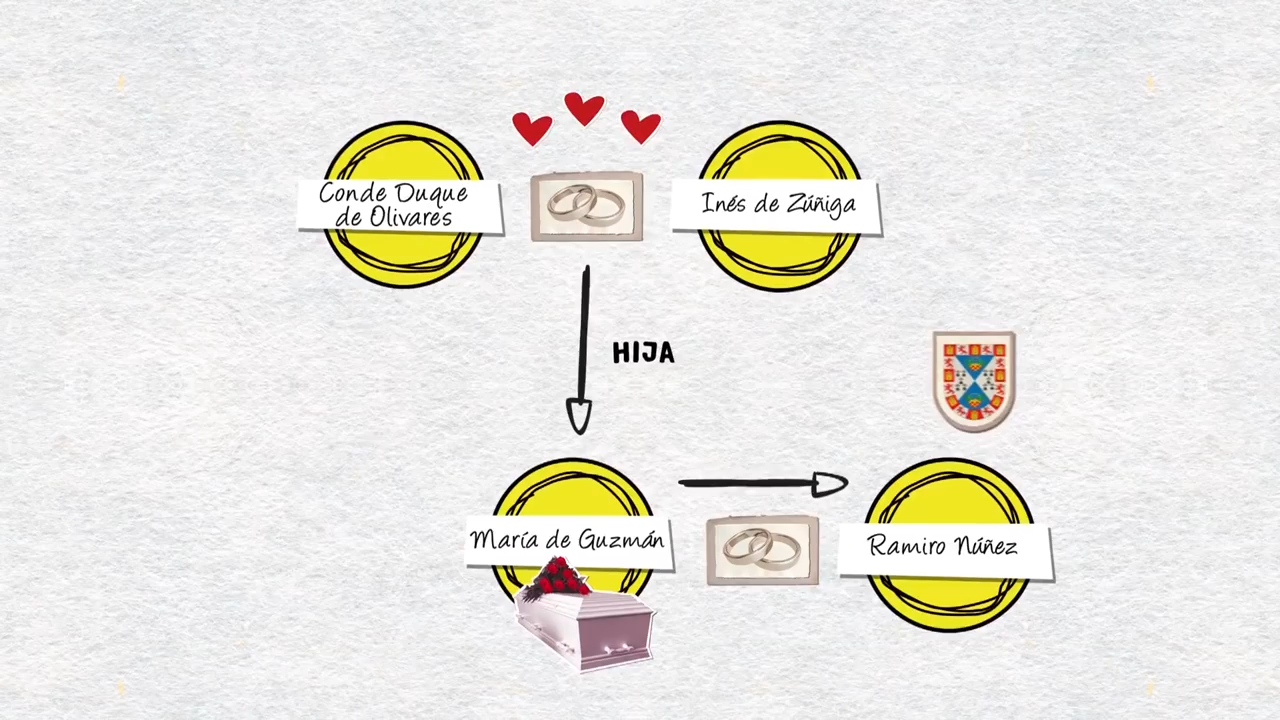 Conde Duque
de Olivares
Inés de Zúñiga
HIJA
María de Guzmán
Ramiro Núñez